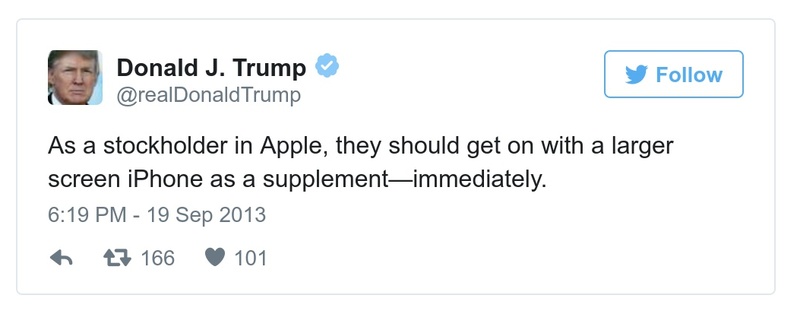 Donald J. Trump
@realDonaldTrump
Follow
As a stockholder in Apple, they should get on with a larger
screen iPhone as a supplement—immediately.
6:19 PM - 19 Sep 2013
166 101